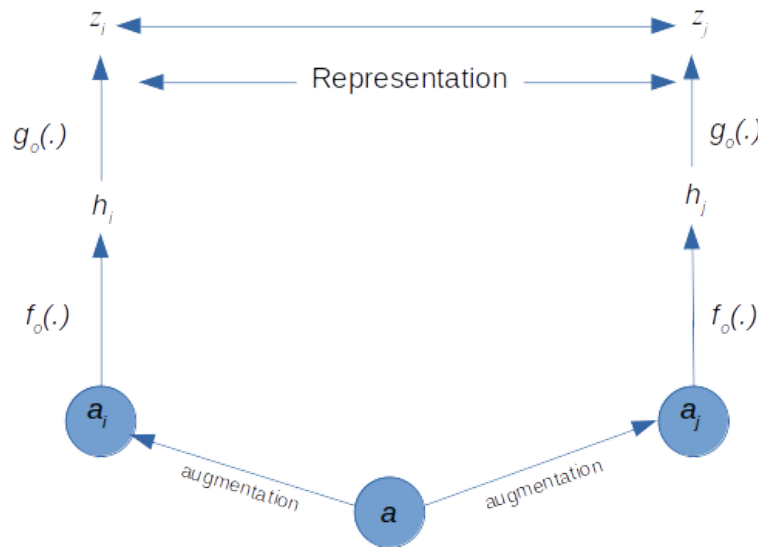 z_i z_j
Representation
g_o(.) g_o(.)
h_i h_j
f_o(.) f_o(.)
a_i a_j
augmentation augmentation
a